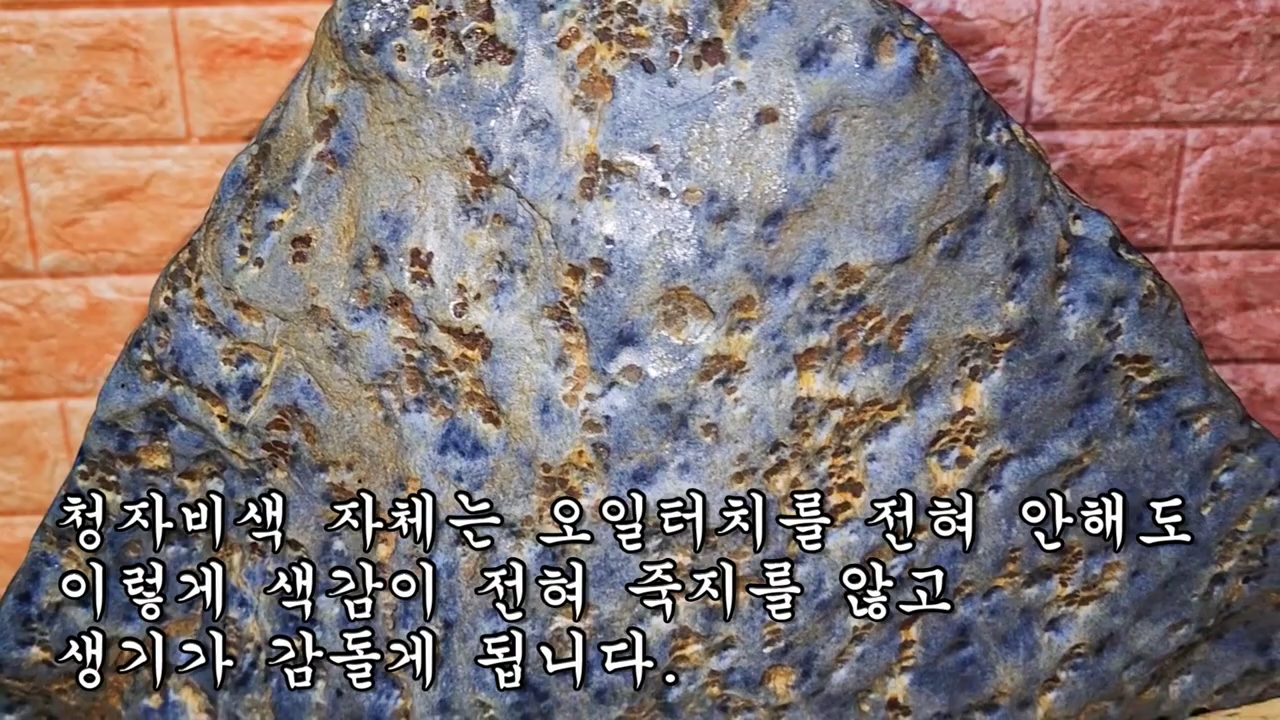 청자비색 자체는 오일터치를 전혀 안해도
이렇게 색감이 전혀 죽지를 않고
생기가 감돌게 됩니다.